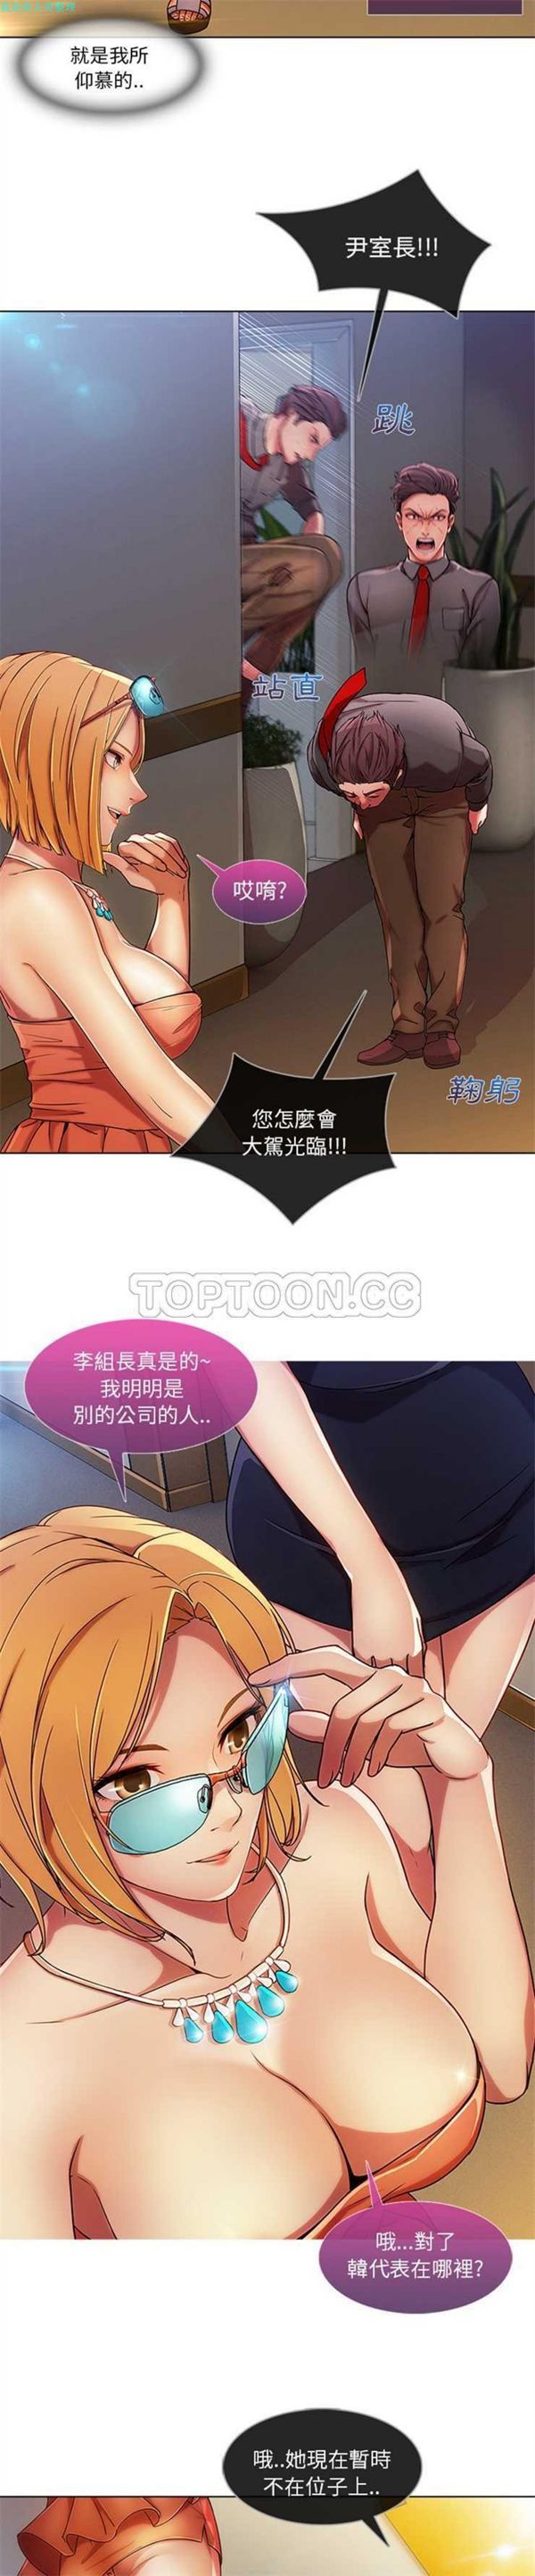 就是我所
仰慕的..
尹室長!!!
跳
站直
哎唷?
鞠躬
您怎麼會
大駕光臨!!!
TOPTOON.CC
李組長真是的~
我明明是
別的公司的人..
哦...對了
韓代表在哪裡?
哦..她現在暫時
不在位子上..